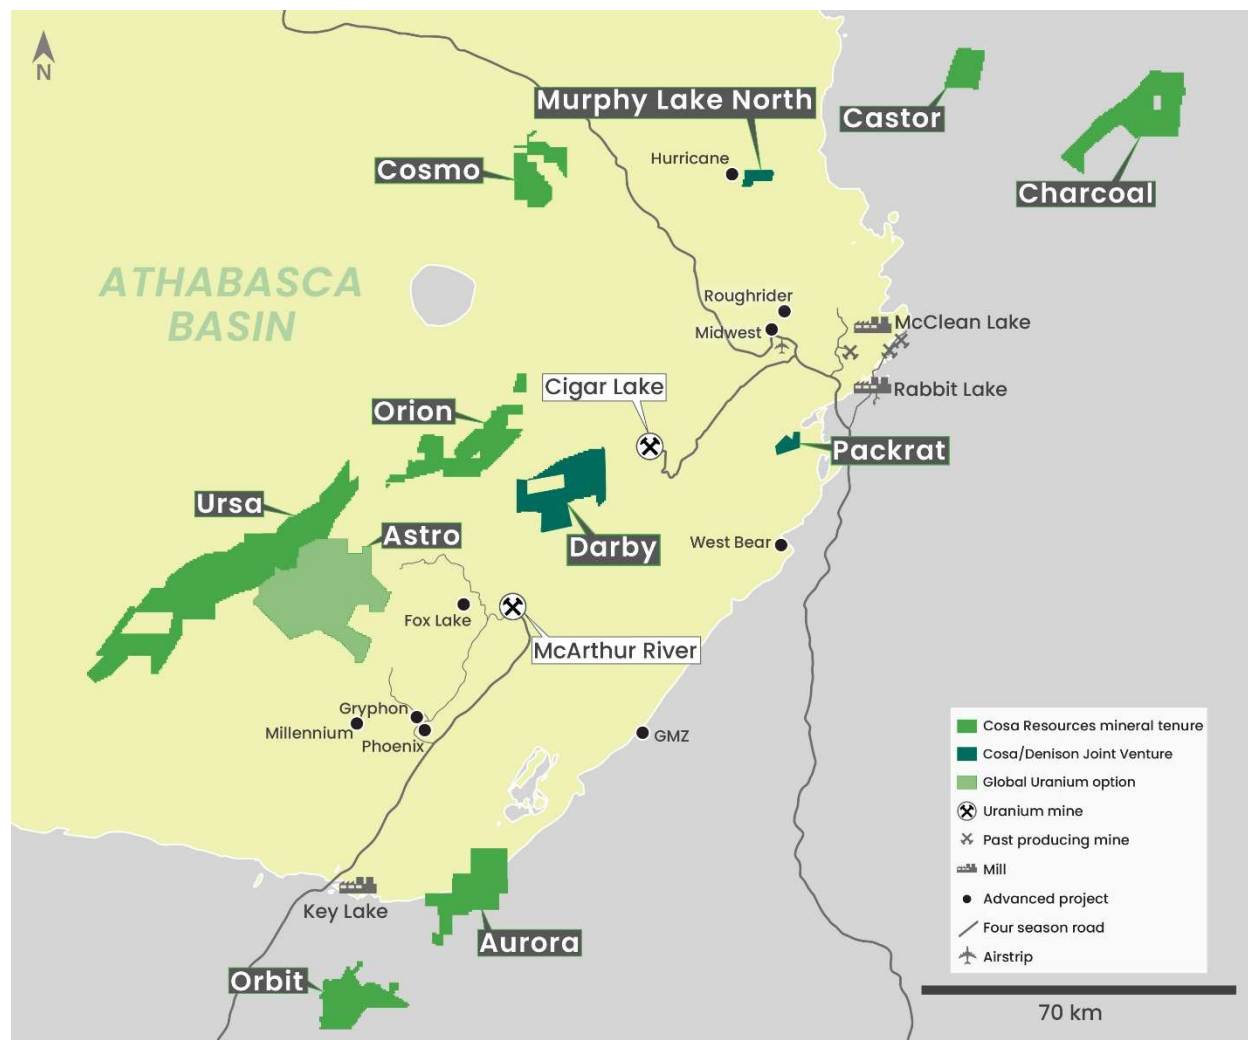 N
Murphy Lake North
Castor
Charcoal
Hurricane
Cosmo
ATHABASCA
BASIN
Roughrider
Midwest
McClean Lake
Rabbit Lake
Cigar Lake
Orion
Packrat
Ursa
Astro
Darby
West Bear
Fox Lake
McArthur River
Gryphon
Millennium
Phoenix
GMZ
Key Lake
Aurora
Orbit
Cosa Resources mineral tenure
Cosa/Denison Joint Venture
Global Uranium option
Uranium mine
Past producing mine
Mill
Advanced project
Four season road
Airstrip
70 km